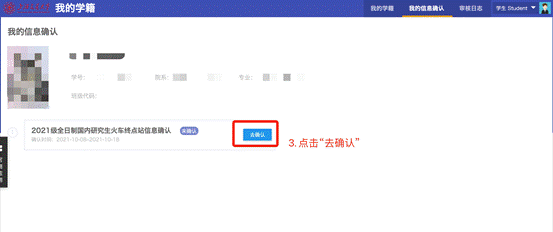 我的学籍
我的学籍 我的信息确认 审核日志 学生 Student
我的信息确认
学号: 院系: 专业:
班级代码:
2021级全日制国内研究生火车终点站信息确认 去确认
确认时间: 2021-10-08~2021-10-18
去确认
3. 点击“去确认”